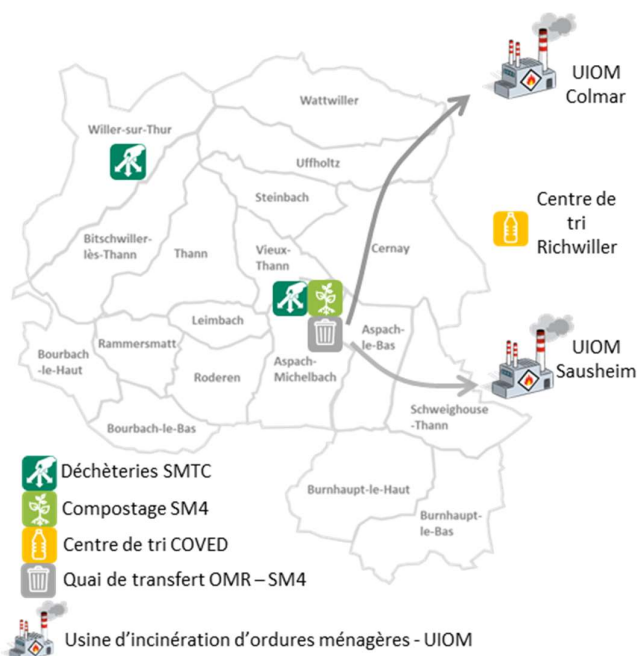 UIOM
Colmar
Wattwiller
Willer-sur-Thur
Uffholtz
Steinbach
Centre de
tri
Richwiller
Bitschwiller-
lès-Thann
Thann
Vieux-
Thann
Cernay
Leimbach
Aspach-
le-Bas
UIOM
Sausheim
Bourbach
-le-Haut
Rammersmatt
Roderen
Aspach-
Michelbach
Schweighouse
-Thann
Bourbach-le-Bas
Déchèteries SMTC
Compostage SM4
Burnhaupt-le-Haut
Burnhaupt-
le-Bas
Centre de tri COVED
Quai de transfert OMR – SM4
Usine d’incinération d’ordures ménagères - UIOM